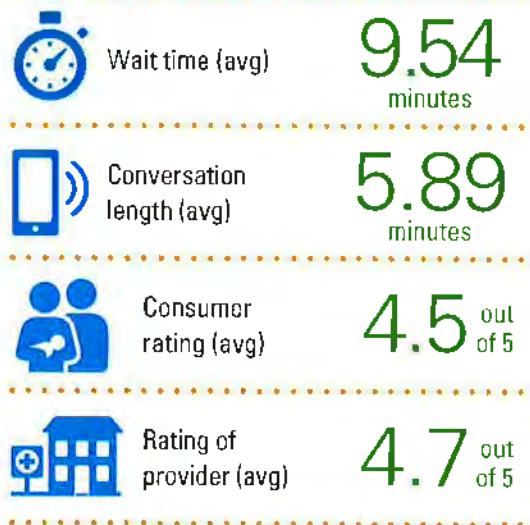 Wait time (avg)
9.54
minutes
Conversation
length (avg)
5.89
minutes
Consumer
rating (avg)
4.5 out
of 5
Rating of
provider (avg)
4.7 out
of 5